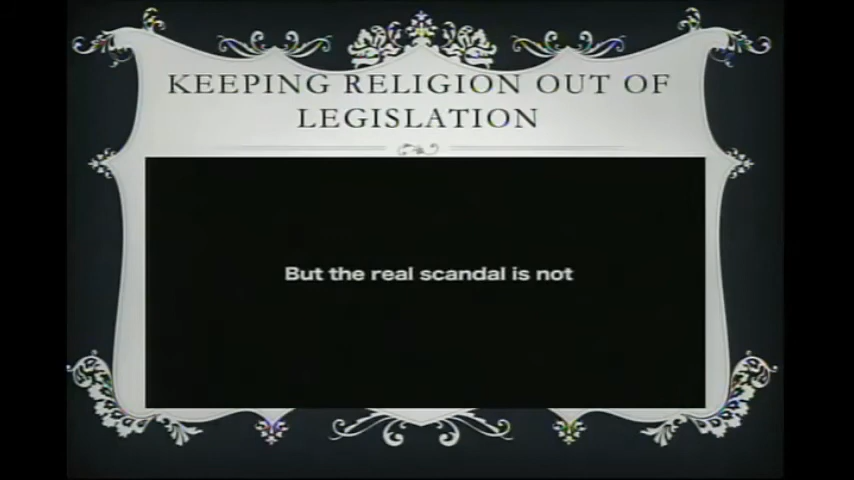 KEEPING RELIGION OUT OF
LEGISLATION
But the real scandal is not